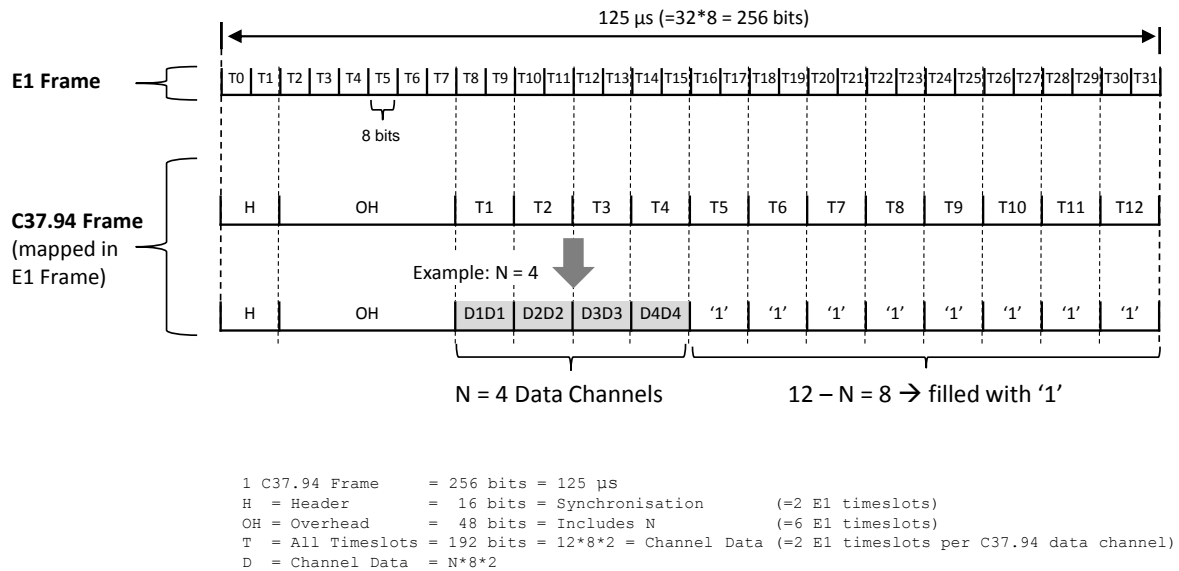 125 µs (=32*8 = 256 bits)
E1 Frame
T0 T1 T2 T3 T4 T5 T6 T7 T8 T9 T10 T11 T12 T13 T14 T15 T16 T17 T18 T19 T20 T21 T22 T23 T24 T25 T26 T27 T28 T29 T30 T31
8 bits
C37.94 Frame
(mapped in
E1 Frame)
H OH T1 T2 T3 T4 T5 T6 T7 T8 T9 T10 T11 T12
Example: N = 4
H OH D1D1 D2D2 D3D3 D4D4 ‘1’ ‘1’ ‘1’ ‘1’ ‘1’ ‘1’ ‘1’ ‘1’
N = 4 Data Channels
12 – N = 8 → filled with ‘1’
1 C37.94 Frame = 256 bits = 125 µs
H = Header = 16 bits = Synchronisation (=2 E1 timeslots)
OH = Overhead = 48 bits = Includes N (=6 E1 timeslots)
T = All Timeslots = 192 bits = 12*8*2 = Channel Data (=2 E1 timeslots per C37.94 data channel)
D = Channel Data = N*8*2